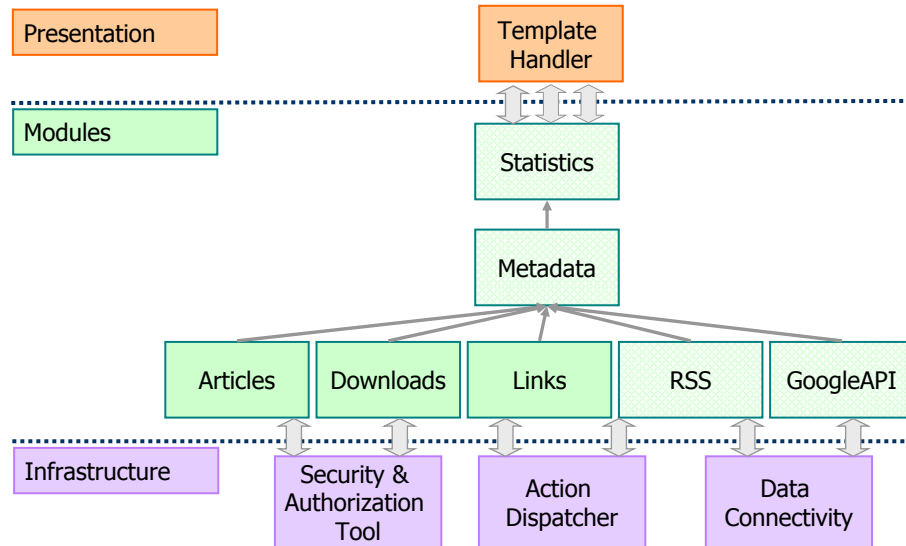 Presentation
Template
Handler
Modules
Statistics
Metadata
Articles
Downloads
Links
RSS
GoogleAPI
Infrastructure
Security &
Authorization
Tool
Action
Dispatcher
Data
Connectivity